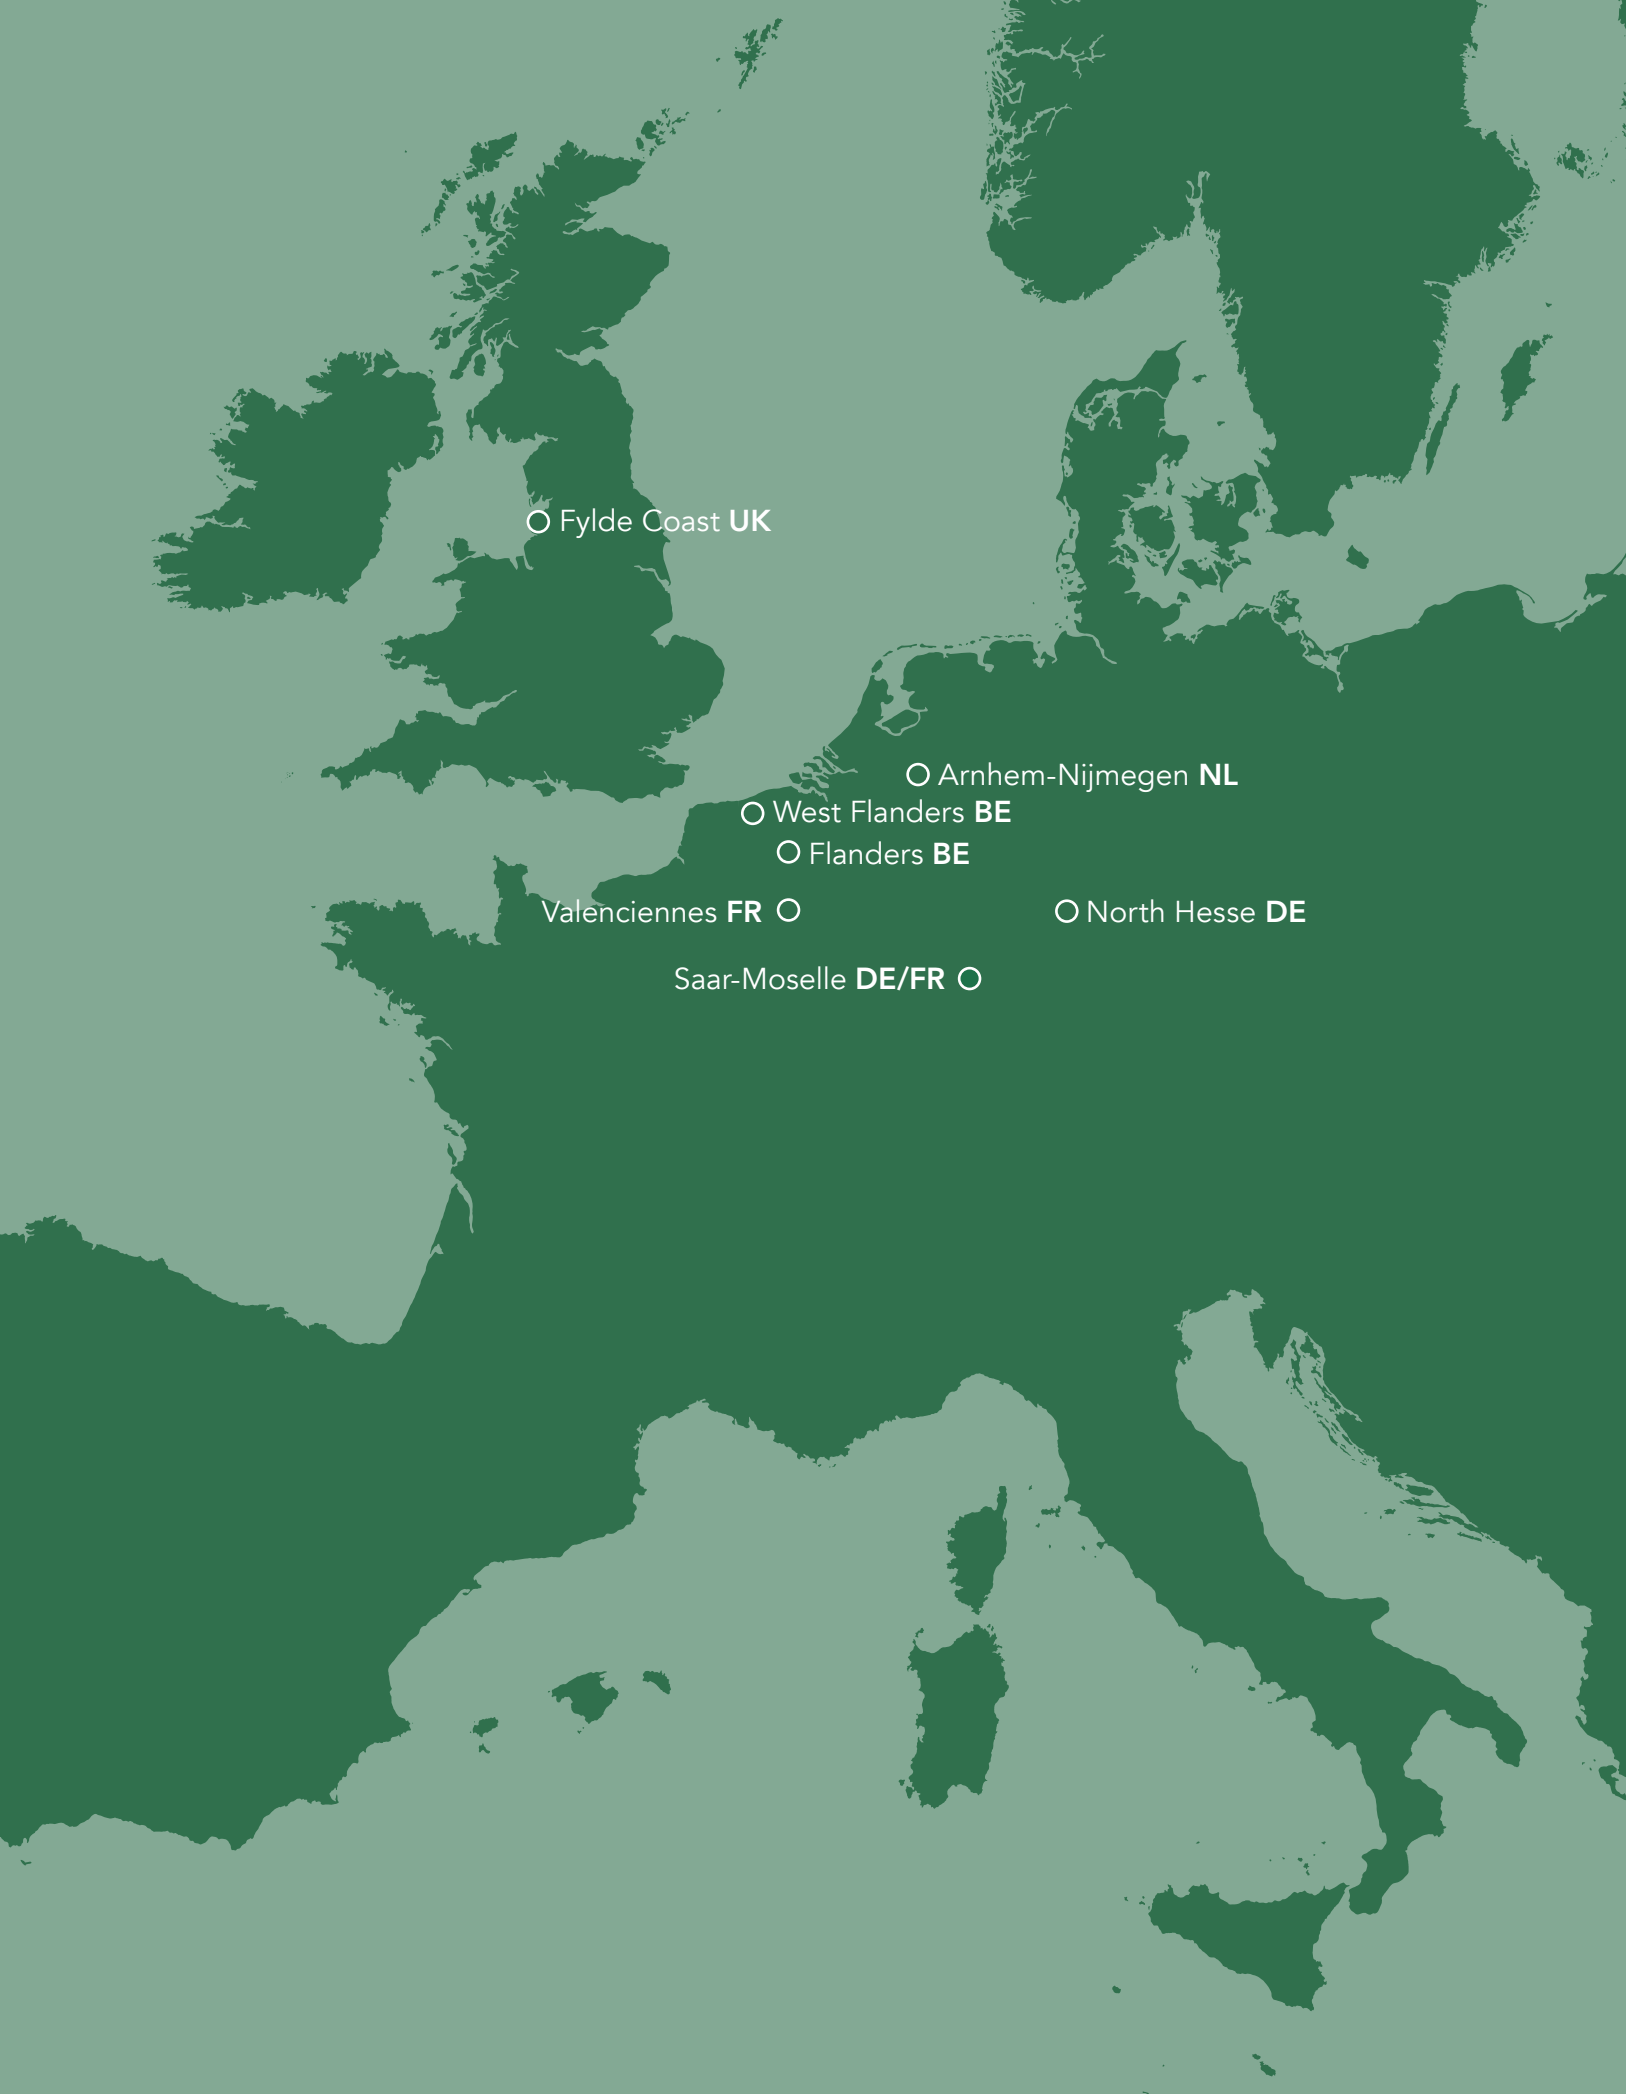 Fylde Coast UK
Arnhem-Nijmegen NL
West Flanders BE
Flanders BE
Valenciennes FR
North Hesse DE
Saar-Moselle DE/FR